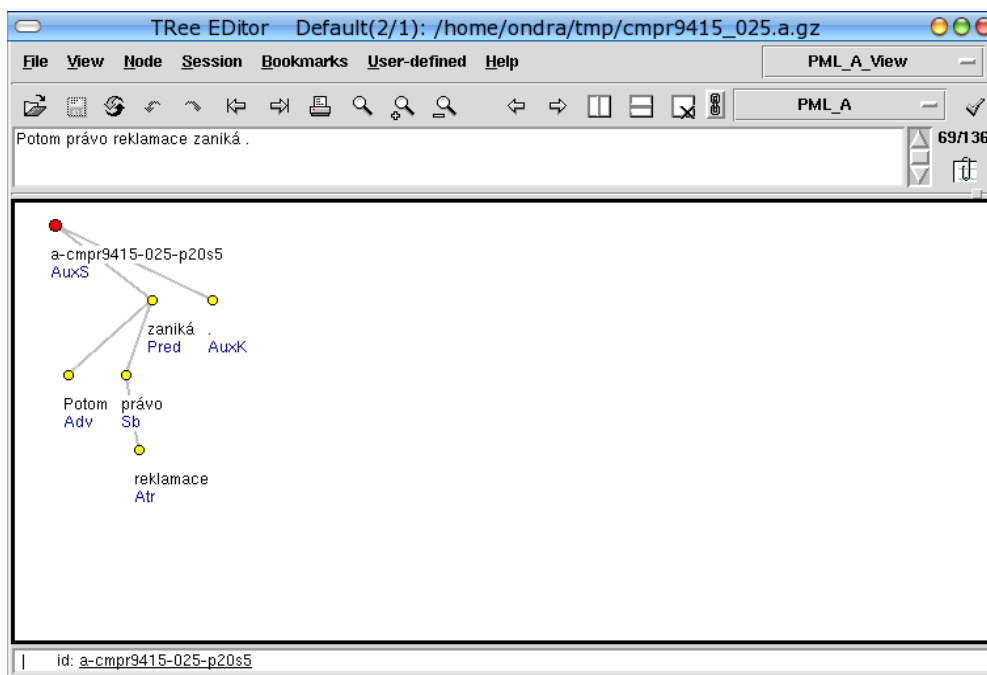 TRee EDitor Default(2/1): /home/ondra/tmp/cmpr9415_025.a.gz
File View Node Session Bookmarks User-defined Help PML_A_View
PML_A
Potom právo reklamace zaniká .
69/136
a-cmpr9415-025-p20s5
AuxS
zaniká .
Pred AuxK
Potom právo
Adv Sb
reklamace
Atr
id: a-cmpr9415-025-p20s5